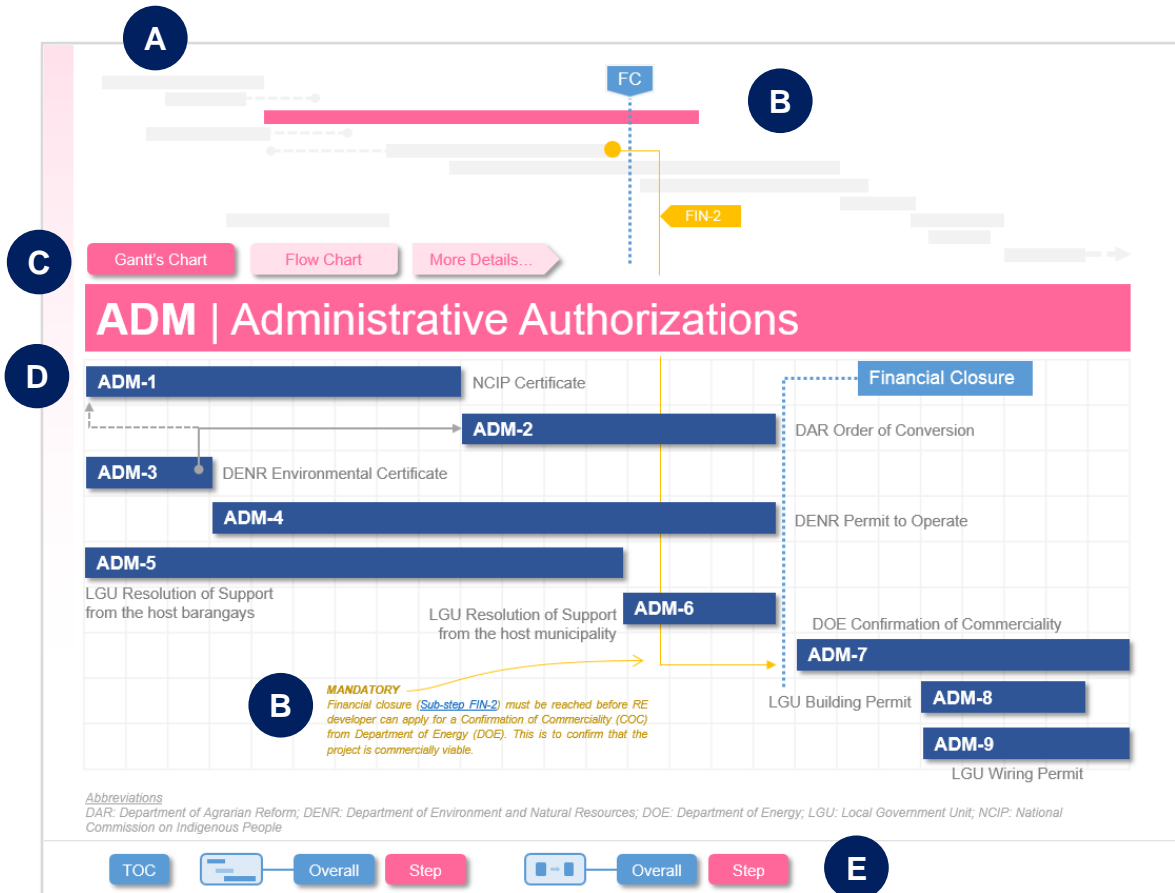 A
FC
B
FIN-2
C
Gantt's Chart
Flow Chart
More Details...
ADM | Administrative Authorizations
D
ADM-1
NCIP Certificate
Financial Closure
ADM-2
DAR Order of Conversion
ADM-3
DENR Environmental Certificate
ADM-4
DENR Permit to Operate
ADM-5
LGU Resolution of Support
from the host barangays
LGU Resolution of Support
from the host municipality
ADM-6
DOE Confirmation of Commerciality
ADM-7
B
MANDATORY
Financial closure (Sub-step FIN-2) must be reached before RE
developer can apply for a Confirmation of Commerciality (COC)
from Department of Energy (DOE). This is to confirm that the
project is commercially viable.
LGU Building Permit
ADM-8
ADM-9
LGU Wiring Permit
Abbreviations
DAR: Department of Agrarian Reform; DENR: Department of Environment and Natural Resources; DOE: Department of Energy; LGU: Local Government Unit; NCIP: National
Commission on Indigenous People
TOC
Overall
Step
Overall
Step
E